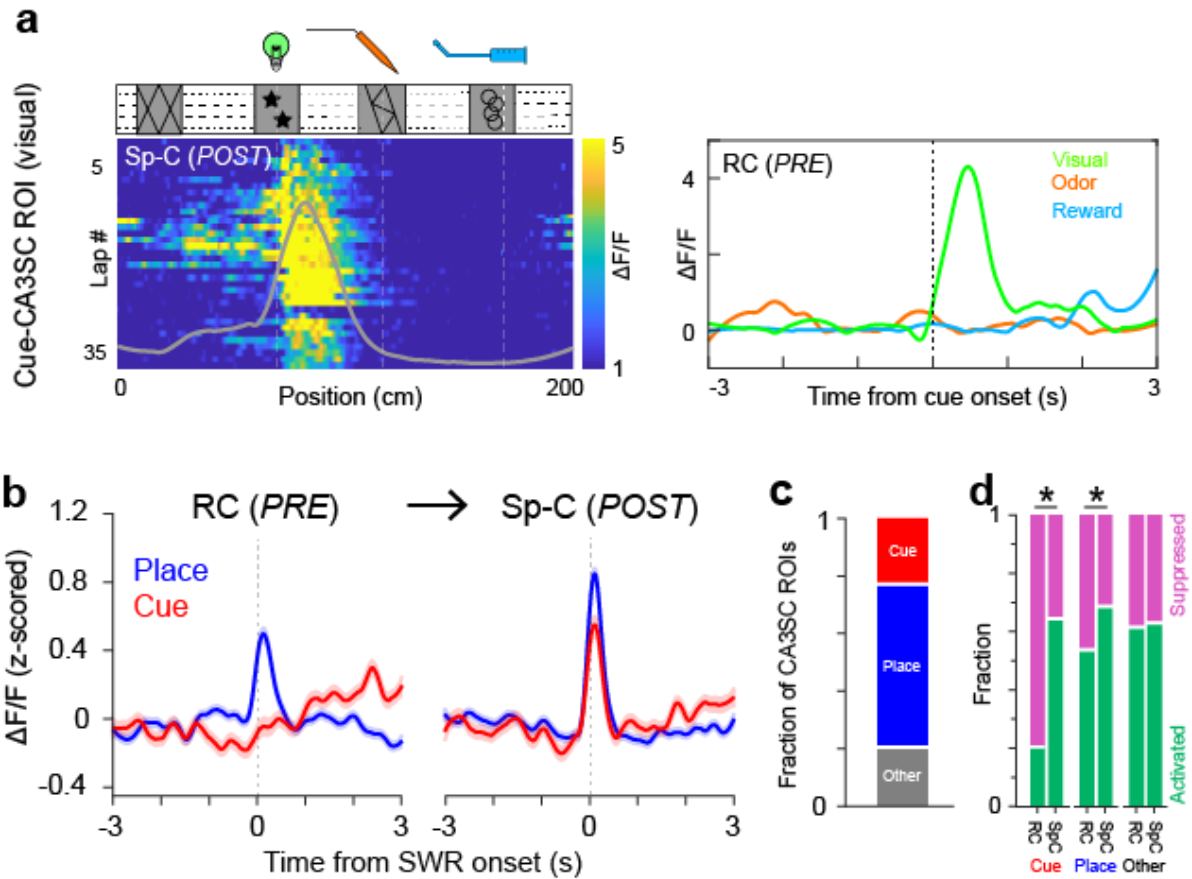 a
Cue-CA3SC ROI (visual)
Sp-C (POST)
5
Lap #
35
0
Position (cm)
200
5
ΔF/F
1
RC (PRE)
Visual
Odor
Reward
4
ΔF/F
0
-3
Time from cue onset (s)
3
b
RC (PRE)
Sp-C (POST)
Place
Cue
ΔF/F (z-scored)
1.2
0.8
0.4
0
-0.4
-3
0
3
-3
0
3
Time from SWR onset (s)
c
Fraction of CA3SC ROIs
1
0
Cue
Place
Other
d
*
*
Fraction
1
0
Suppressed
Activated
RC
SpC
RC
SpC
RC
SpC
Cue
Place
Other